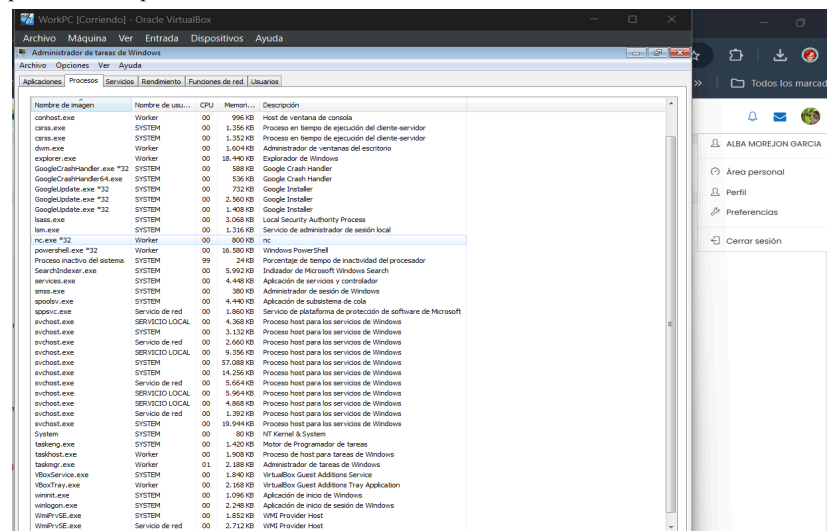 WorkPC [Corriendo] - Oracle VirtualBox
Archivo Máquina Ver Entrada Dispositivos Ayuda
Administrador de tareas de Windows
Archivo Opciones Ver Ayuda
Aplicaciones Procesos Servicios Rendimiento Funciones de red Usuarios
Nombre de imagen Nombre de usu... CPU Memori... Descripción
conhost.exe Worker 00 996 KB Host de ventana de consola
csrss.exe SYSTEM 00 1.356 KB Proceso en tiempo de ejecución del cliente-servidor
csrss.exe SYSTEM 00 1.352 KB Proceso en tiempo de ejecución del cliente-servidor
dwm.exe Worker 00 1.604 KB Administrador de ventanas del escritorio
explorer.exe Worker 00 18.440 KB Explorador de Windows
GoogleCrashHandler.exe *32 SYSTEM 00 588 KB Google Crash Handler
GoogleCrashHandler64.exe SYSTEM 00 536 KB Google Crash Handler
GoogleUpdate.exe *32 SYSTEM 00 732 KB Google Installer
GoogleUpdate.exe *32 SYSTEM 00 2.560 KB Google Installer
GoogleUpdate.exe *32 SYSTEM 00 1.408 KB Google Installer
lsass.exe SYSTEM 00 3.068 KB Local Security Authority Process
lsm.exe SYSTEM 00 1.316 KB Servicio de administrador de sesión local
nc.exe *32 Worker 00 800 KB nc
powershell.exe *32 Worker 00 16.580 KB Windows PowerShell
Proceso inactivo del sistema SYSTEM 99 24 KB Porcentaje de tiempo de inactividad del procesador
SearchIndexer.exe SYSTEM 00 5.992 KB Indizador de Microsoft Windows Search
services.exe SYSTEM 00 4.448 KB Aplicación de servicios y controlador
smss.exe SYSTEM 00 380 KB Administrador de sesión de Windows
spoolsv.exe SYSTEM 00 4.440 KB Aplicación de subsistema de cola
sppsvc.exe Servicio de red 00 1.860 KB Servicio de plataforma de protección de software de Microsoft
svchost.exe SERVICIO LOCAL 00 4.368 KB Proceso host para los servicios de Windows
svchost.exe SYSTEM 00 3.132 KB Proceso host para los servicios de Windows
svchost.exe Servicio de red 00 2.660 KB Proceso host para los servicios de Windows
svchost.exe SERVICIO LOCAL 00 9.356 KB Proceso host para los servicios de Windows
svchost.exe SYSTEM 00 57.088 KB Proceso host para los servicios de Windows
svchost.exe SYSTEM 00 14.256 KB Proceso host para los servicios de Windows
svchost.exe Servicio de red 00 5.664 KB Proceso host para los servicios de Windows
svchost.exe SERVICIO LOCAL 00 5.964 KB Proceso host para los servicios de Windows
svchost.exe SERVICIO LOCAL 00 4.868 KB Proceso host para los servicios de Windows
svchost.exe Servicio de red 00 1.392 KB Proceso host para los servicios de Windows
svchost.exe SYSTEM 00 19.944 KB Proceso host para los servicios de Windows
System SYSTEM 00 80 KB NT Kernel & System
taskeng.exe SYSTEM 00 1.420 KB Motor de Programador de tareas
taskhost.exe Worker 00 1.908 KB Proceso de host para tareas de Windows
taskmgr.exe Worker 01 2.188 KB Administrador de tareas de Windows
VBoxService.exe SYSTEM 00 1.840 KB VirtualBox Guest Additions Service
VBoxTray.exe Worker 00 2.168 KB VirtualBox Guest Additions Tray Application
wininit.exe SYSTEM 00 1.096 KB Aplicación de inicio de Windows
winlogon.exe SYSTEM 00 2.248 KB Aplicación de inicio de sesión de Windows
WmiPrvSE.exe SYSTEM 00 1.852 KB WMI Provider Host
WmiPrvSE.exe Servicio de red 00 2.712 KB WMI Provider Host
» Todos los marcad
ALBA MOREJON GARCIA
Área personal
Perfil
Preferencias
Cerrar sesión